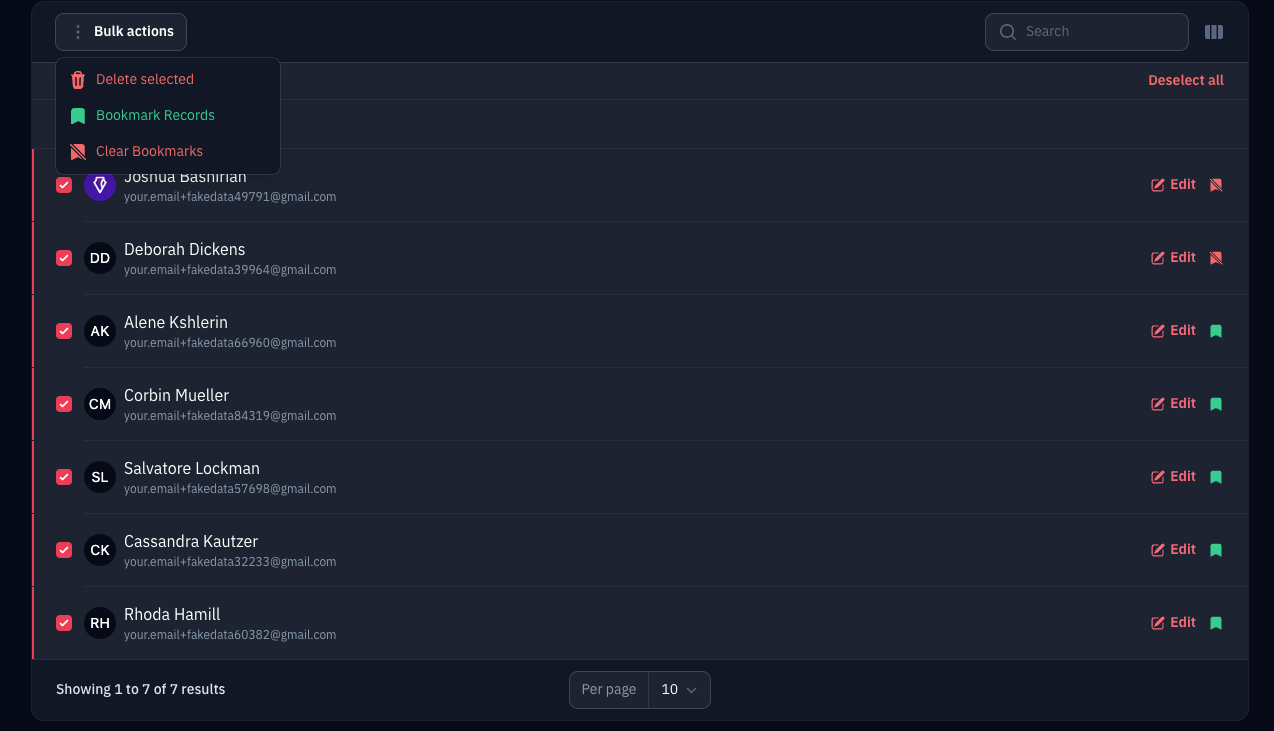 Bulk actions
Search
Delete selected
Deselect all
Bookmark Records
Clear Bookmarks
Joshua Bashirian
your.email+fakedata49791@gmail.com
Edit
DD
Deborah Dickens
your.email+fakedata39964@gmail.com
Edit
AK
Alene Kshlerin
your.email+fakedata66960@gmail.com
Edit
CM
Corbin Mueller
your.email+fakedata84319@gmail.com
Edit
SL
Salvatore Lockman
your.email+fakedata57698@gmail.com
Edit
CK
Cassandra Kautzer
your.email+fakedata32233@gmail.com
Edit
RH
Rhoda Hamill
your.email+fakedata60382@gmail.com
Edit
Showing 1 to 7 of 7 results
Per page 10